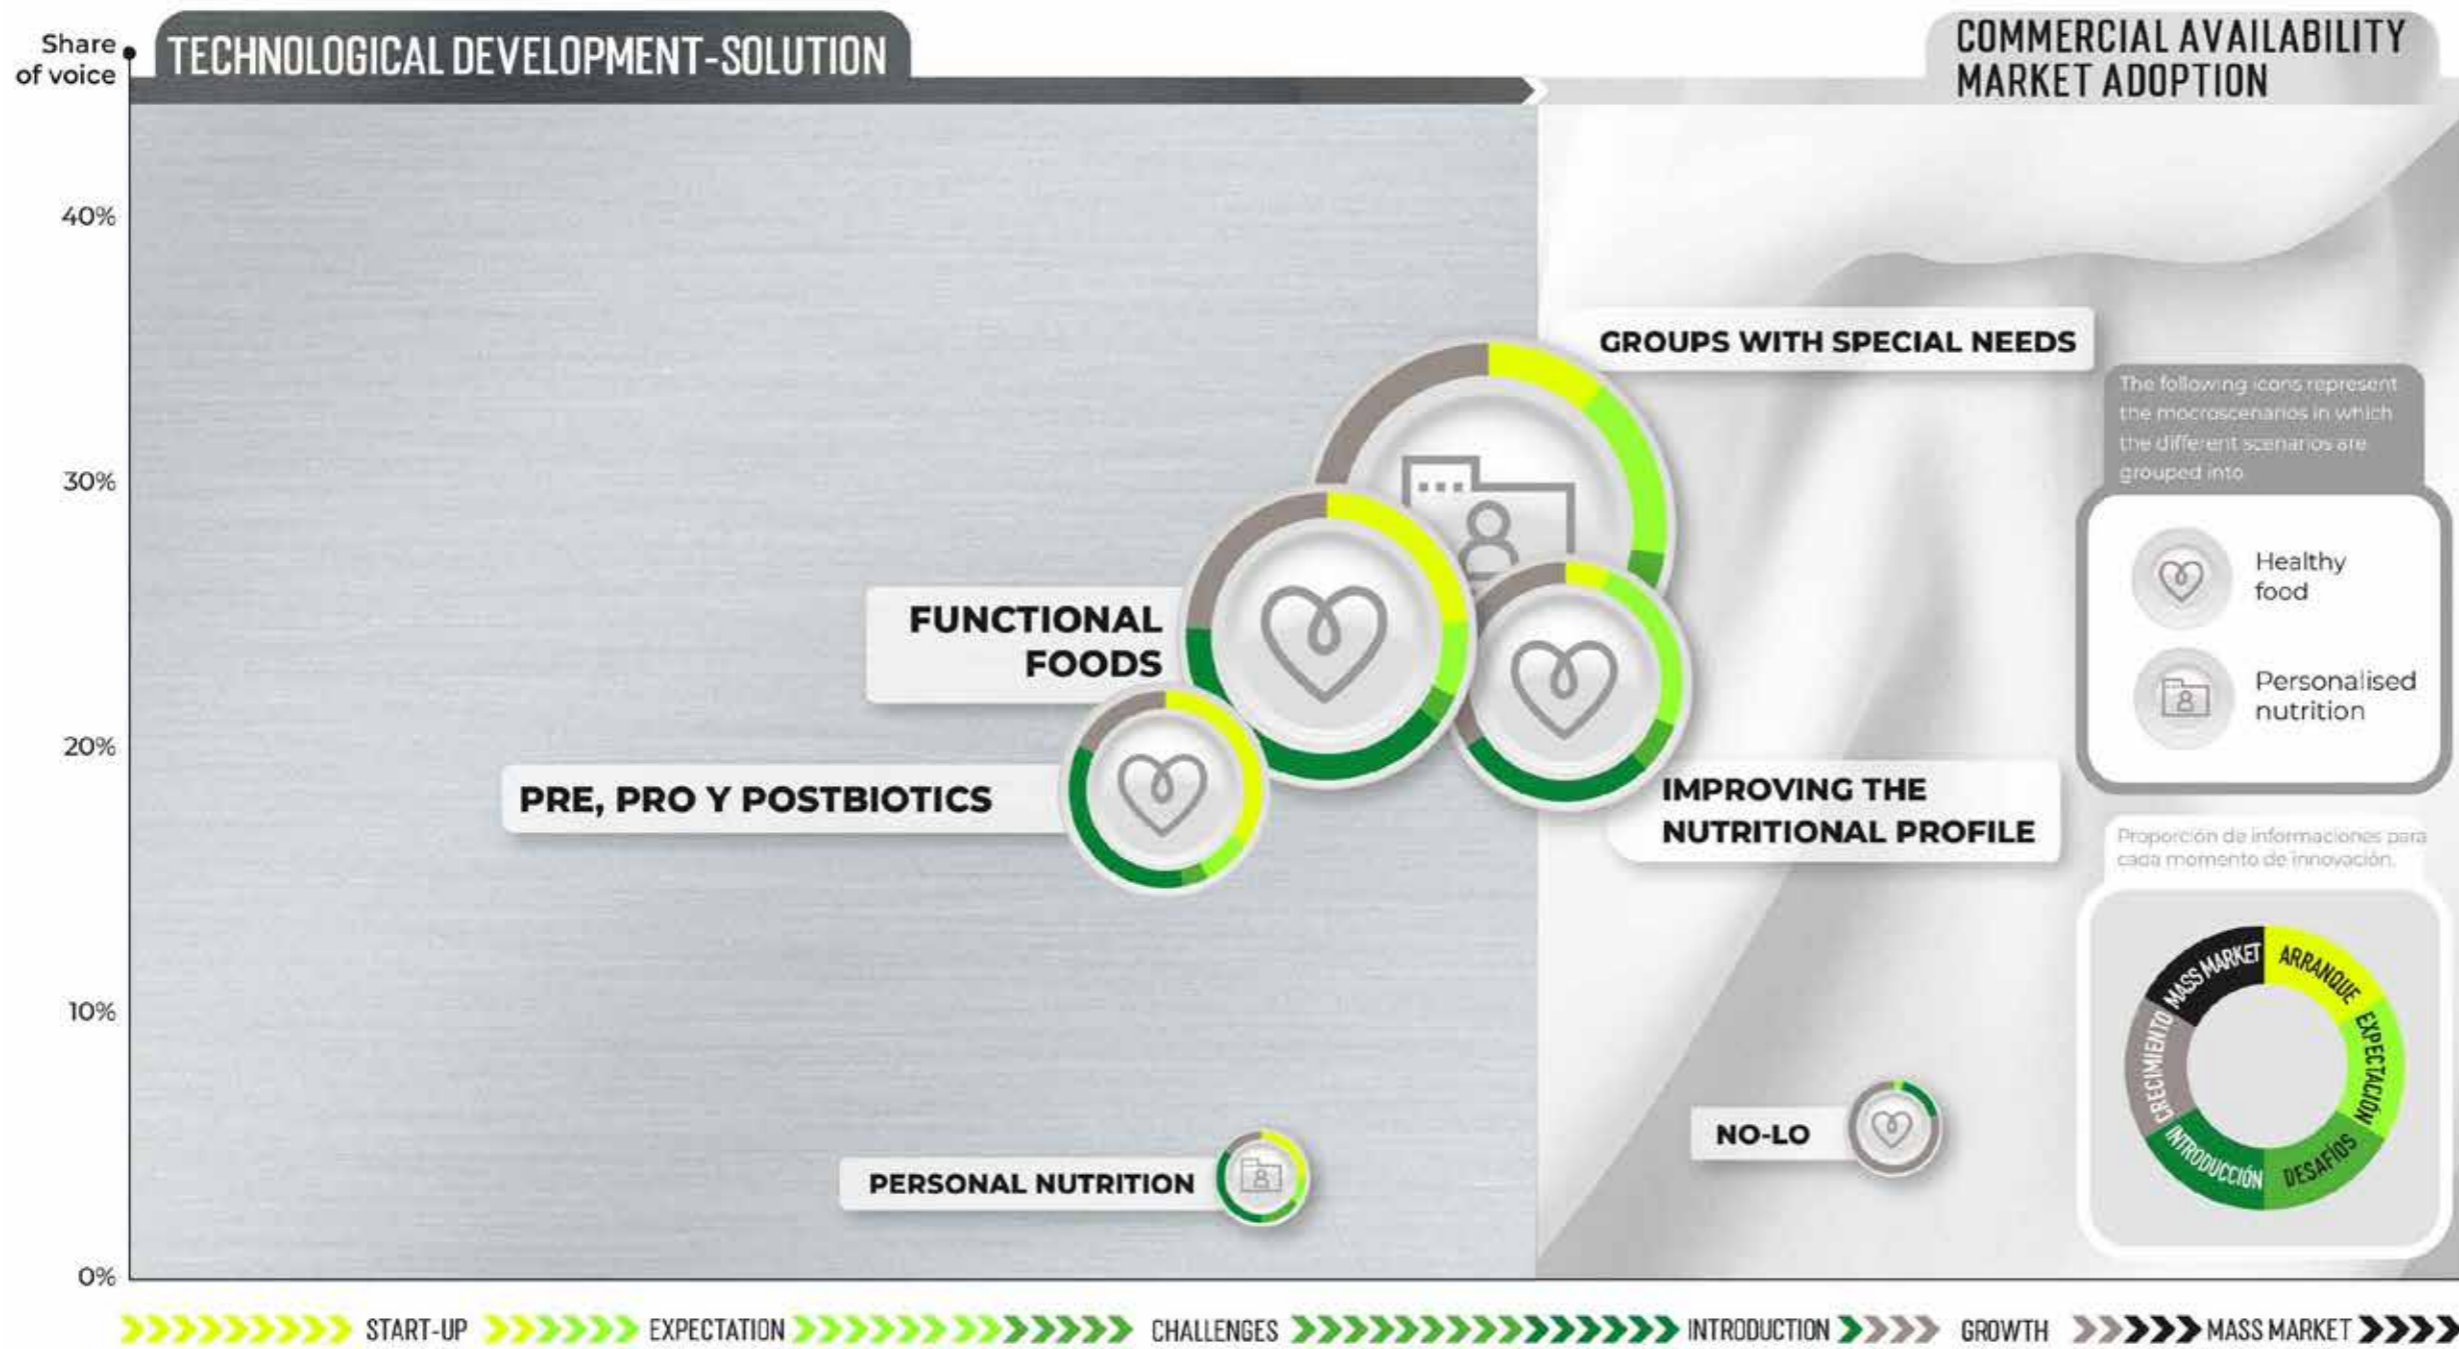 Share
of voice
TECHNOLOGICAL DEVELOPMENT-SOLUTION
COMMERCIAL AVAILABILITY
MARKET ADOPTION
40%
30%
20%
10%
0%
GROUPS WITH SPECIAL NEEDS
FUNCTIONAL
FOODS
PRE, PRO Y POSTBIOTICS
IMPROVING THE
NUTRITIONAL PROFILE
PERSONAL NUTRITION
NO-LO
The following icons represent
the mocroscenarios in which
the different scenarios are
grouped into
Healthy
food
Personalised
nutrition
Proporción de informaciones para
cada momento de innovación.
MASS MARKET
ARRANQUE
EXPECTACIÓN
DESAFÍOS
INTRODUCCIÓN
CRECIMIENTO
START-UP EXPECTATION CHALLENGES INTRODUCTION GROWTH MASS MARKET